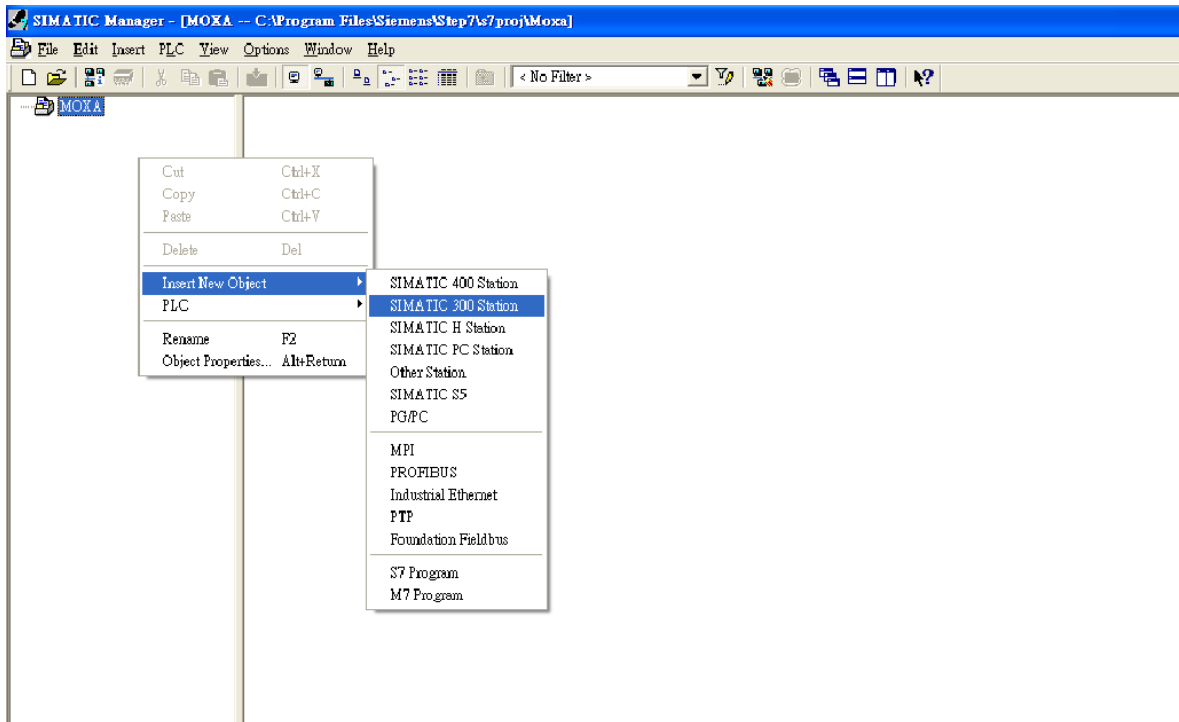 SIMATIC Manager - [MOXA -- C:\Program Files\Siemens\Step7\s7proj\Moxa]
File Edit Insert PLC View Options Window Help
< No Filter >
MOXA
Cut Ctrl+X
Copy Ctrl+C
Paste Ctrl+V
Delete Del
Insert New Object
PLC
Rename F2
Object Properties... Alt+Return
SIMATIC 400 Station
SIMATIC 300 Station
SIMATIC H Station
SIMATIC PC Station
Other Station
SIMATIC S5
PG/PC
MPI
PROFIBUS
Industrial Ethernet
PTP
Foundation Fieldbus
S7 Program
M7 Program